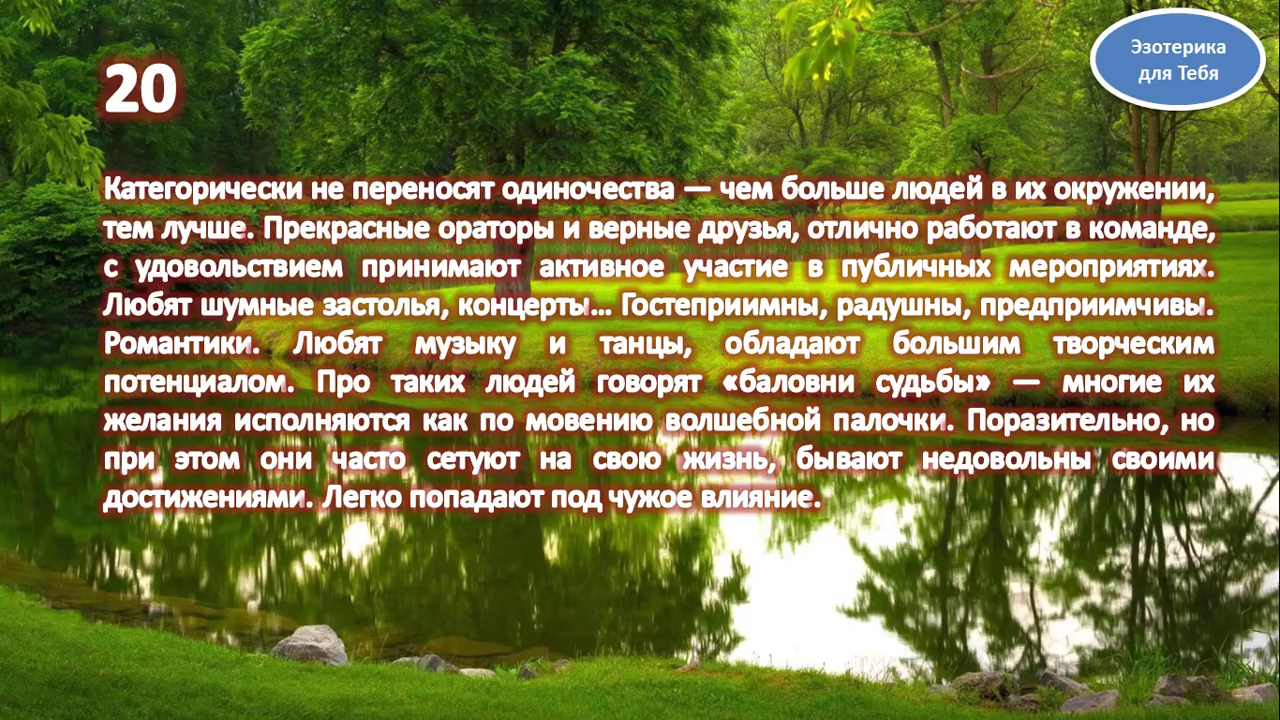 20
Эзотерика
для Тебя
Категорически не переносят одиночества — чем больше людей в их окружении,
тем лучше. Прекрасные ораторы и верные друзья, отлично работают в команде,
с удовольствием принимают активное участие в публичных мероприятиях.
Любят шумные застолья, концерты... Гостеприимны, радушны, предприимчивы.
Романтики. Любят музыку и танцы, обладают большим творческим
потенциалом. Про таких людей говорят «баловни судьбы» — многие их
желания исполняются как по мовению волшебной палочки. Поразительно, но
при этом они часто сетуют на свою жизнь, бывают недовольны своими
достижениями. Легко попадают под чужое влияние.